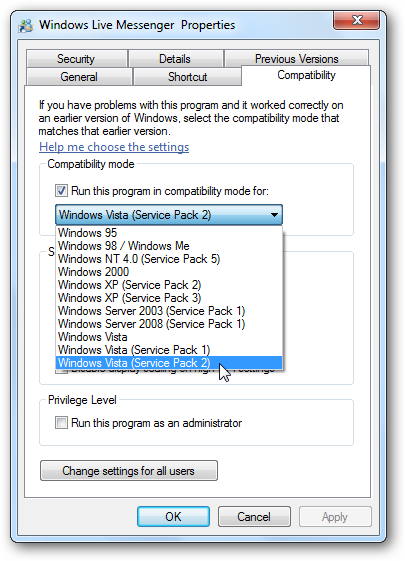 Windows Live Messenger Properties
Security Details Previous Versions
General Shortcut Compatibility
If you have problems with this program and it worked correctly on
an earlier version of Windows, select the compatibility mode that
matches that earlier version.
Help me choose the settings
Compatibility mode
Run this program in compatibility mode for:
Windows Vista (Service Pack 2)
Windows 95
Windows 98 / Windows Me
Windows NT 4.0 (Service Pack 5)
Windows 2000
Windows XP (Service Pack 2)
Windows XP (Service Pack 3)
Windows Server 2003 (Service Pack 1)
Windows Server 2008 (Service Pack 1)
Windows Vista
Windows Vista (Service Pack 1)
Windows Vista (Service Pack 2)
Privilege Level
Run this program as an administrator
Change settings for all users
OK Cancel Apply